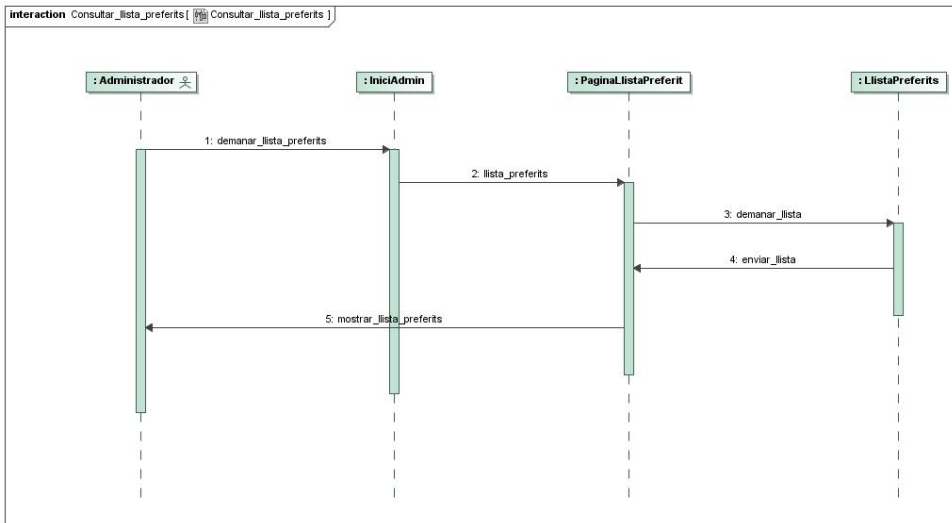 interaction Consultar_llista_preferits[ Consultar_llista_preferits ]
: Administrador
: IniciAdmin
: PaginaLlistaPreferit
: LlistaPreferits
1: demanar_llista_preferits
2: llista_preferits
3: demanar_llista
4: enviar_llista
5: mostrar_llista_preferits